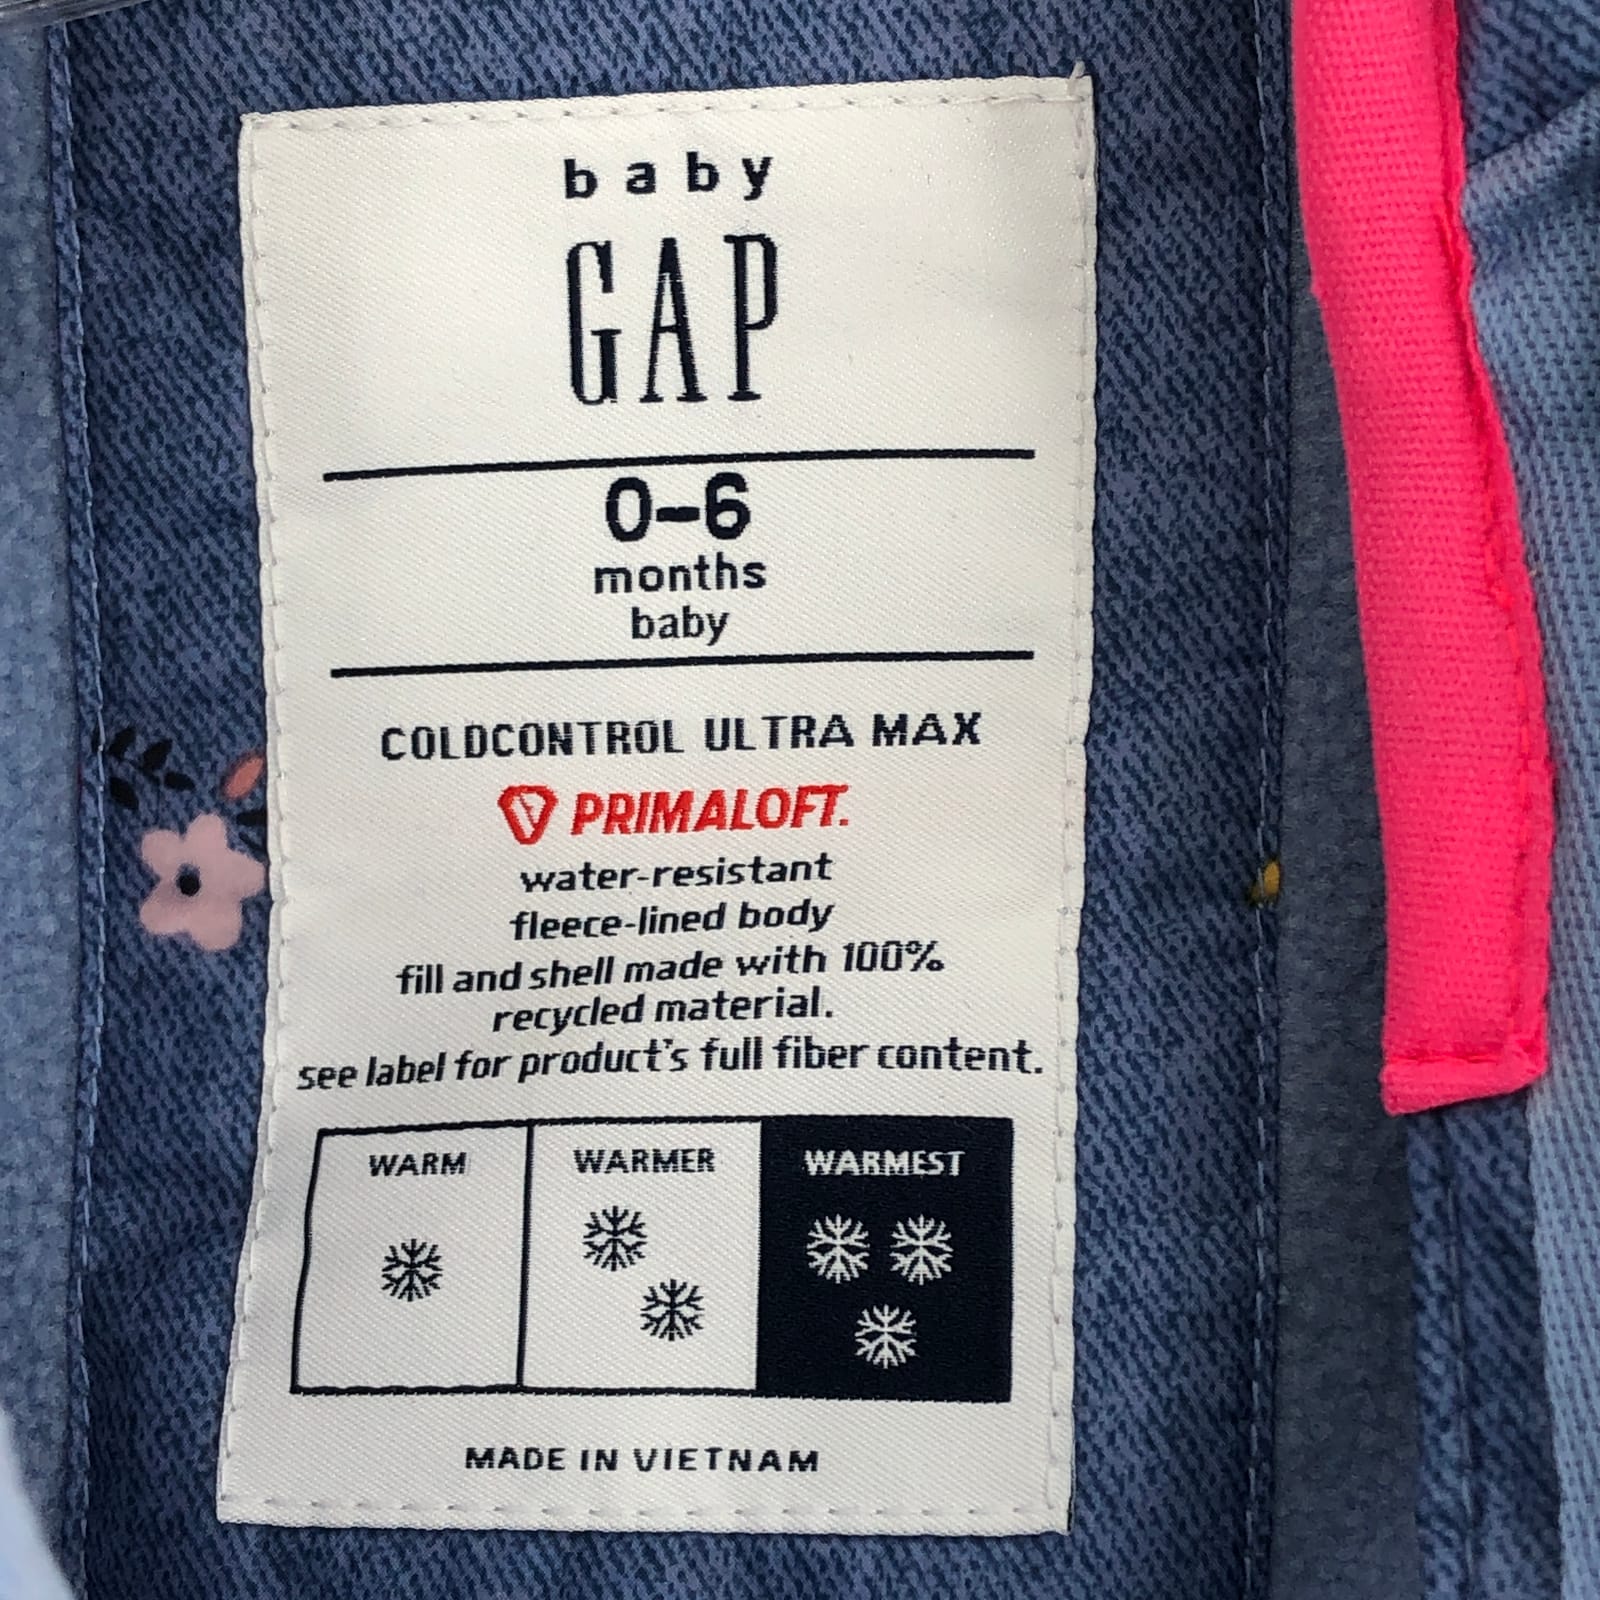 baby
GAP
0-6
months
baby
COLDCONTROL ULTRA MAX
PRIMALOFT.
water-resistant
fleece-lined body
fill and shell made with 100%
recycled material.
see label for product's full fiber content.
WARM WARMER WARMEST
MADE IN VIETNAM